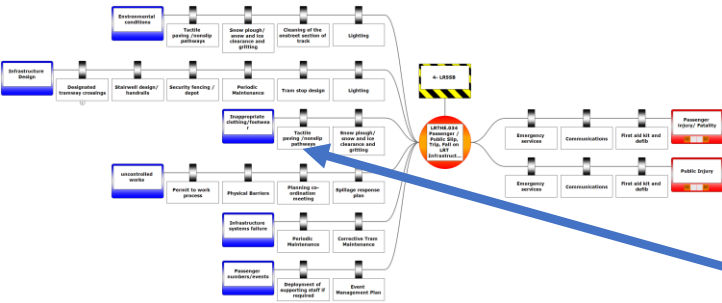 Environmental
conditions
Tactile
paving /nonslip
pathways
Snow plough/
snow and ice
clearance and
gritting
Cleaning of the
onstreet section of
track
Lighting
Infrastructure
Design
Designated
tramway crossings
Stairwell design/
handrails
Security fencing /
depot
Periodic
Maintenance
Tram stop design
Lighting
Inappropriate
clothing/footwea
r
Tactile
paving /nonslip
pathways
Snow plough/
snow and ice
clearance and
gritting
uncontrolled
works
Permit to work
process
Physical Barriers
Planning co-
ordination
meeting
Spillage response
plan
Infrastructure
systems failure
Periodic
Maintenance
Corrective Tram
Maintenance
Passenger
numbers/events
Deployment of
supporting staff if
required
Event
Management Plan
4- LRSSB
LRTHR.034
Passenger /
Public Slip,
Trip, Fall on
LRT
Infrastruct...
Emergency
services
Communications
First aid kit and
defib
Passenger
Injury/ Fatality
Emergency
services
Communications
First aid kit and
defib
Public Injury